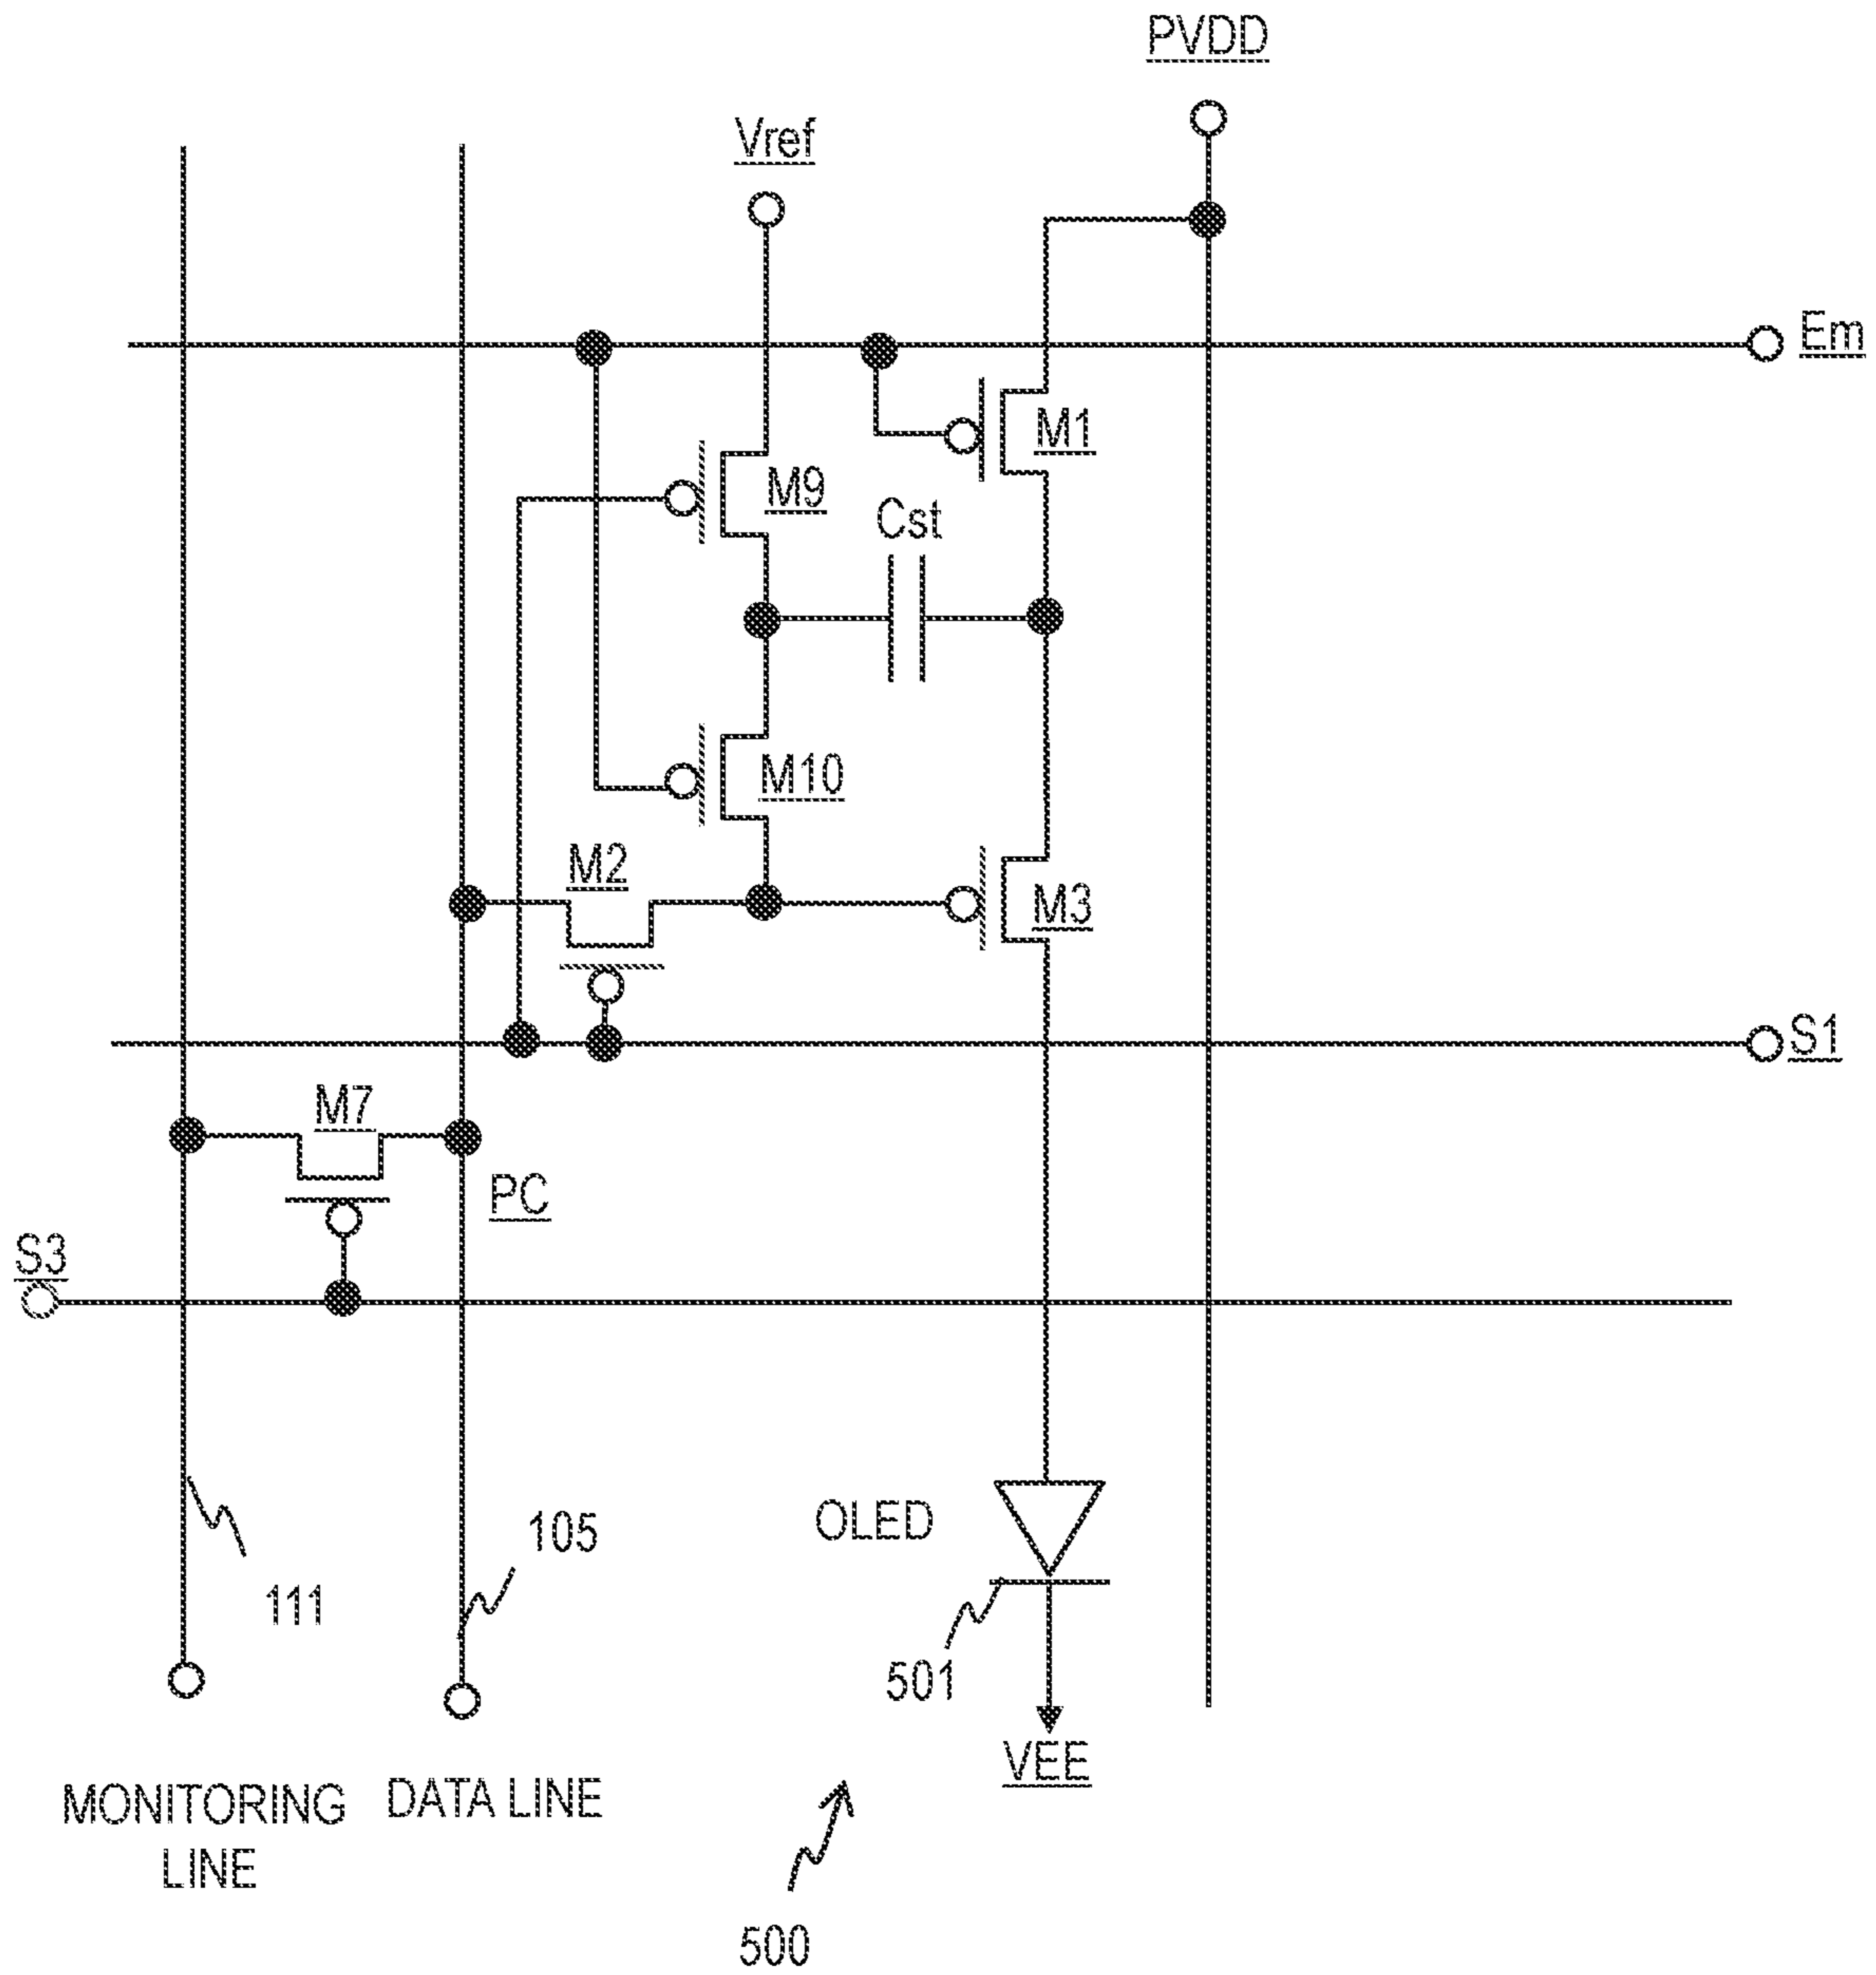 PVDD
Vref
Em
M1
M9
Cst
M10
M2
M3
S1
M7
PC
S3
OLED
105
111
501
VEE
MONITORING
LINE
DATA LINE
500